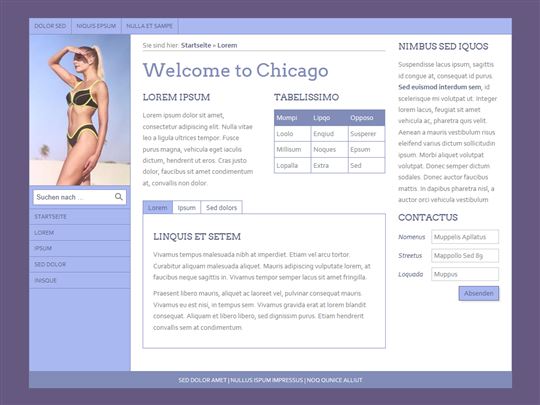 DOLOR SED
NIQUIS EPSUM
NULLA ET SAMPE
Suchen nach ...
STARTSEITE
LOREM
IPSUM
SED DOLOR
INISQUE
Sie sind hier: Startseite » Lorem
Welcome to Chicago
LOREM IPSUM
Lorem ipsum dolor sit amet,
consectetur adipiscing elit. Nulla vitae
leo a ligula ultrices tempor. Fusce
purus magna, vehicula eget iaculis
dictum, hendrerit ut eros. Cras justo
dolor, faucibus sit amet condimentum
at, convallis non dolor.
TABELISSIMO
Mumpi Lipqo Opposo
Loolo Enqiud Susperer
Millisum Noques Epsum
Lopalla Extra Sed
Lorem
Ipsum
Sed dolors
LINQUIS ET SETEM
Vivamus tempus malesuada nibh at imperdiet. Etiam vel arcu tortor.
Curabitur aliquam malesuada aliquet. Mauris adipiscing vulputate lorem, at
faucibus neque sagittis in. Vivamus tempor semper lacus sit amet fringilla.
Praesent libero mauris, aliquet ac laoreet vel, pulvinar consequat mauris.
Vivamus eu est nisi, in tempus sem. Vivamus gravida erat at lorem blandit
consequat. Aliquam et libero libero, sed dignissim purus. Etiam hendrerit
convallis sem at condimentum.
NIMBUS SED IQUOS
Suspendisse lacus ipsum, sagittis
id congue at, consequat id purus.
Sed euismod interdum sem, id
scelerisque mi volutpat ut. Integer
lorem lacus, feugiat sit amet
vehicula ac, pharetra quis elit.
Aenean a mauris vestibulum risus
eleifend varius dictum sollicitudin
ipsum. Morbi aliquet volutpat
volutpat. Donec semper dictum
sodales. Donec auctor faucibus
mattis. In dapibus pharetra nisl, a
auctor orci vehicula vestibulum
CONTACTUS
Nomenus Muppelis Apllatus
Streetus Mappollo Sed 89
Loquada Muppus
Absenden
SED DOLOR AMET | NULLUS ISPUM IMPRESSUS | NOQ QUNICE ALLIUT